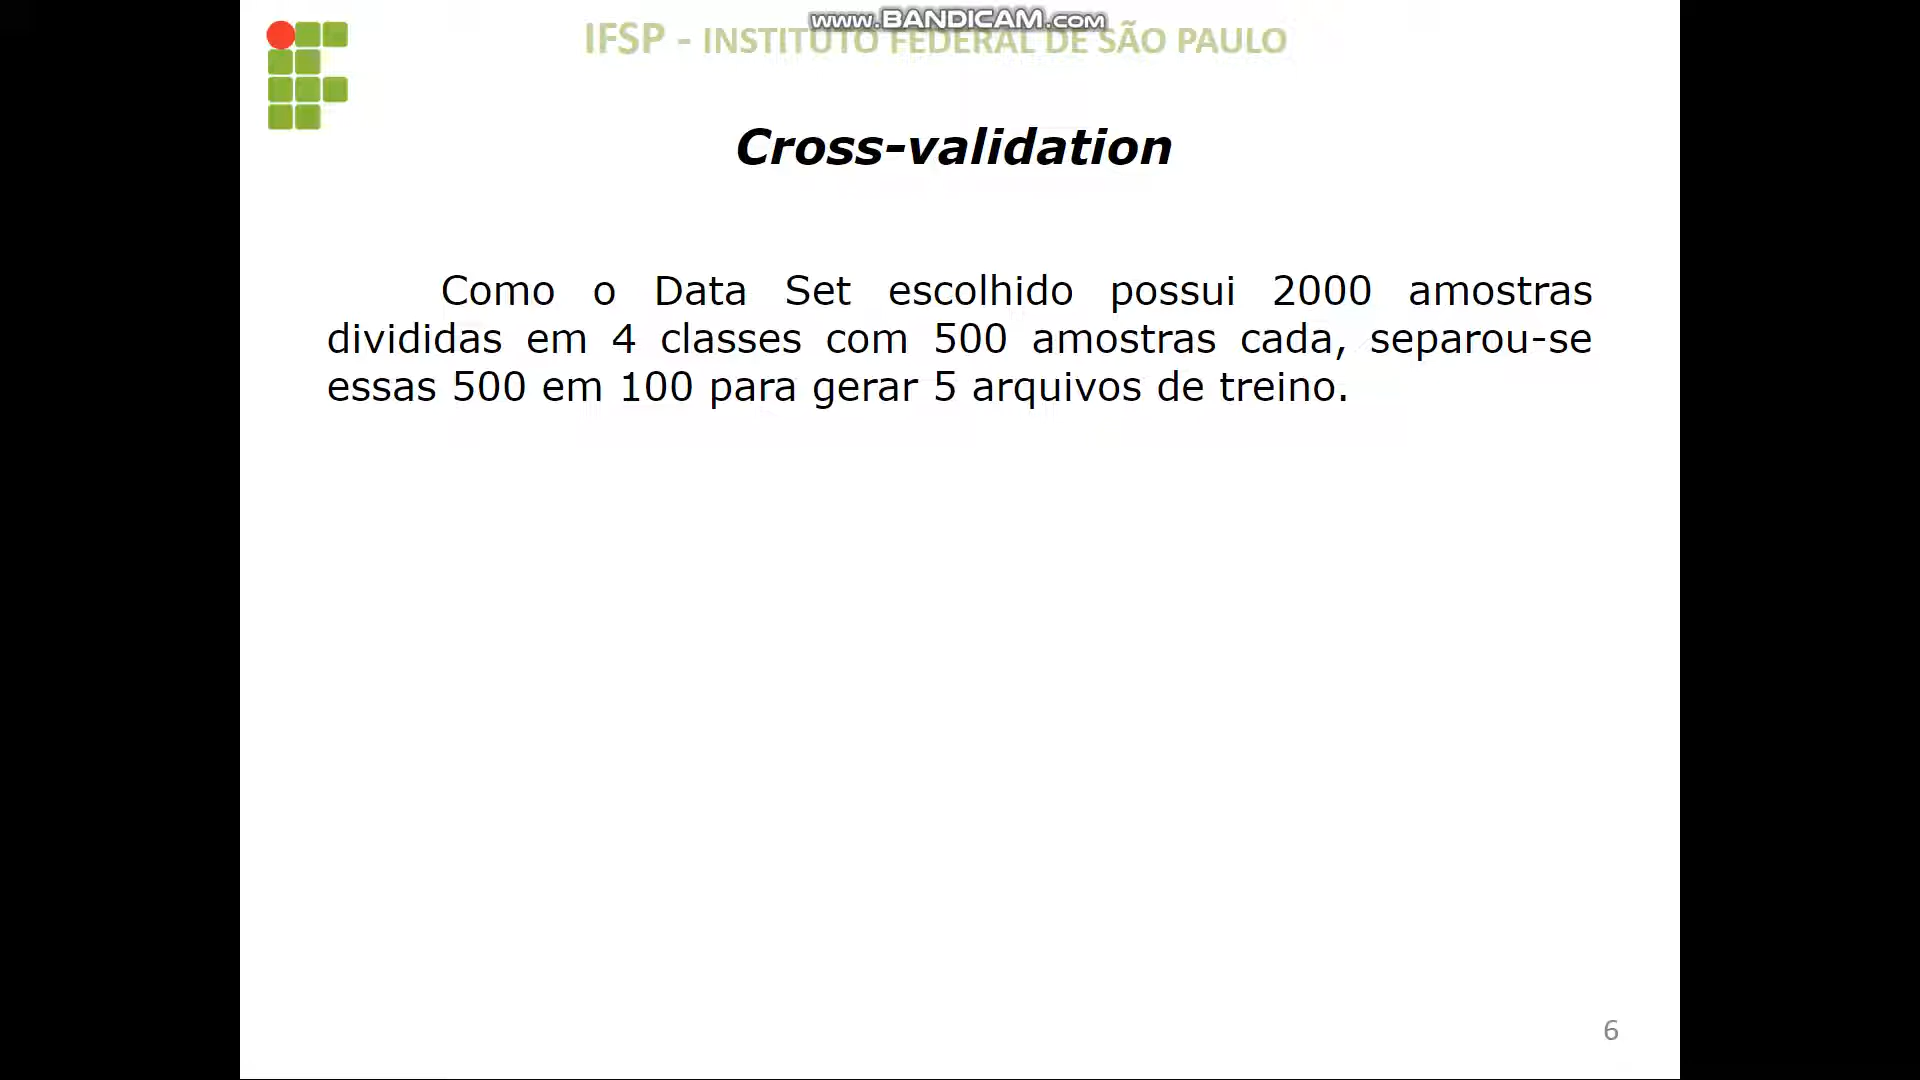 www.BANDICAM.com
IFSP - INSTITUTO FEDERAL DE SÃO PAULO
Cross-validation
Como o Data Set escolhido possui 2000 amostras
divididas em 4 classes com 500 amostras cada, separou-se
essas 500 em 100 para gerar 5 arquivos de treino.
6